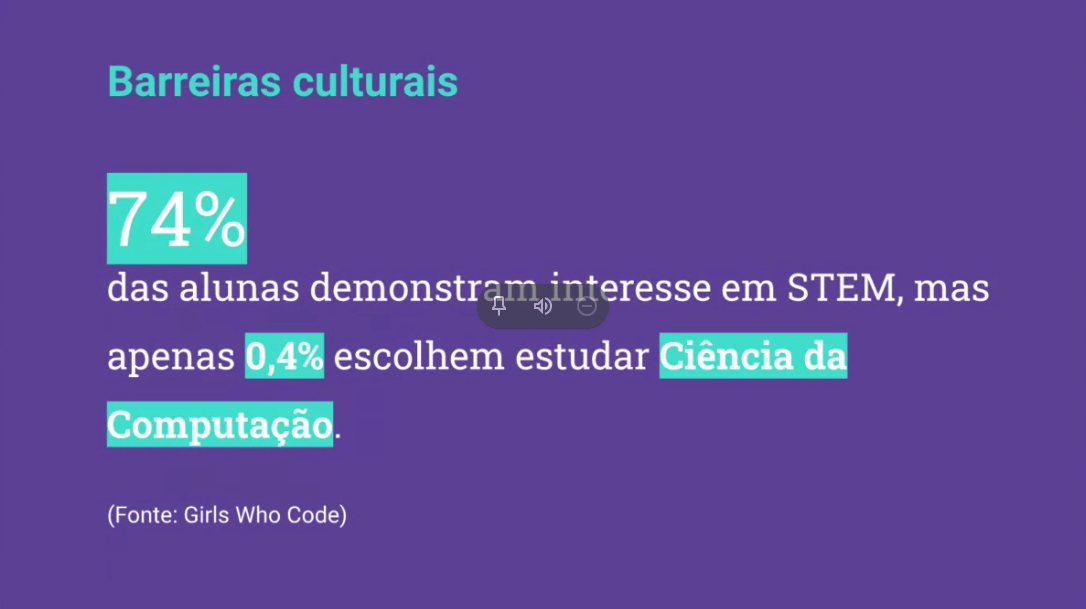 Barreiras culturais
74%
das alunas demonstram interesse em STEM, mas
apenas 0,4% escolhem estudar Ciência da
Computação.
(Fonte: Girls Who Code)